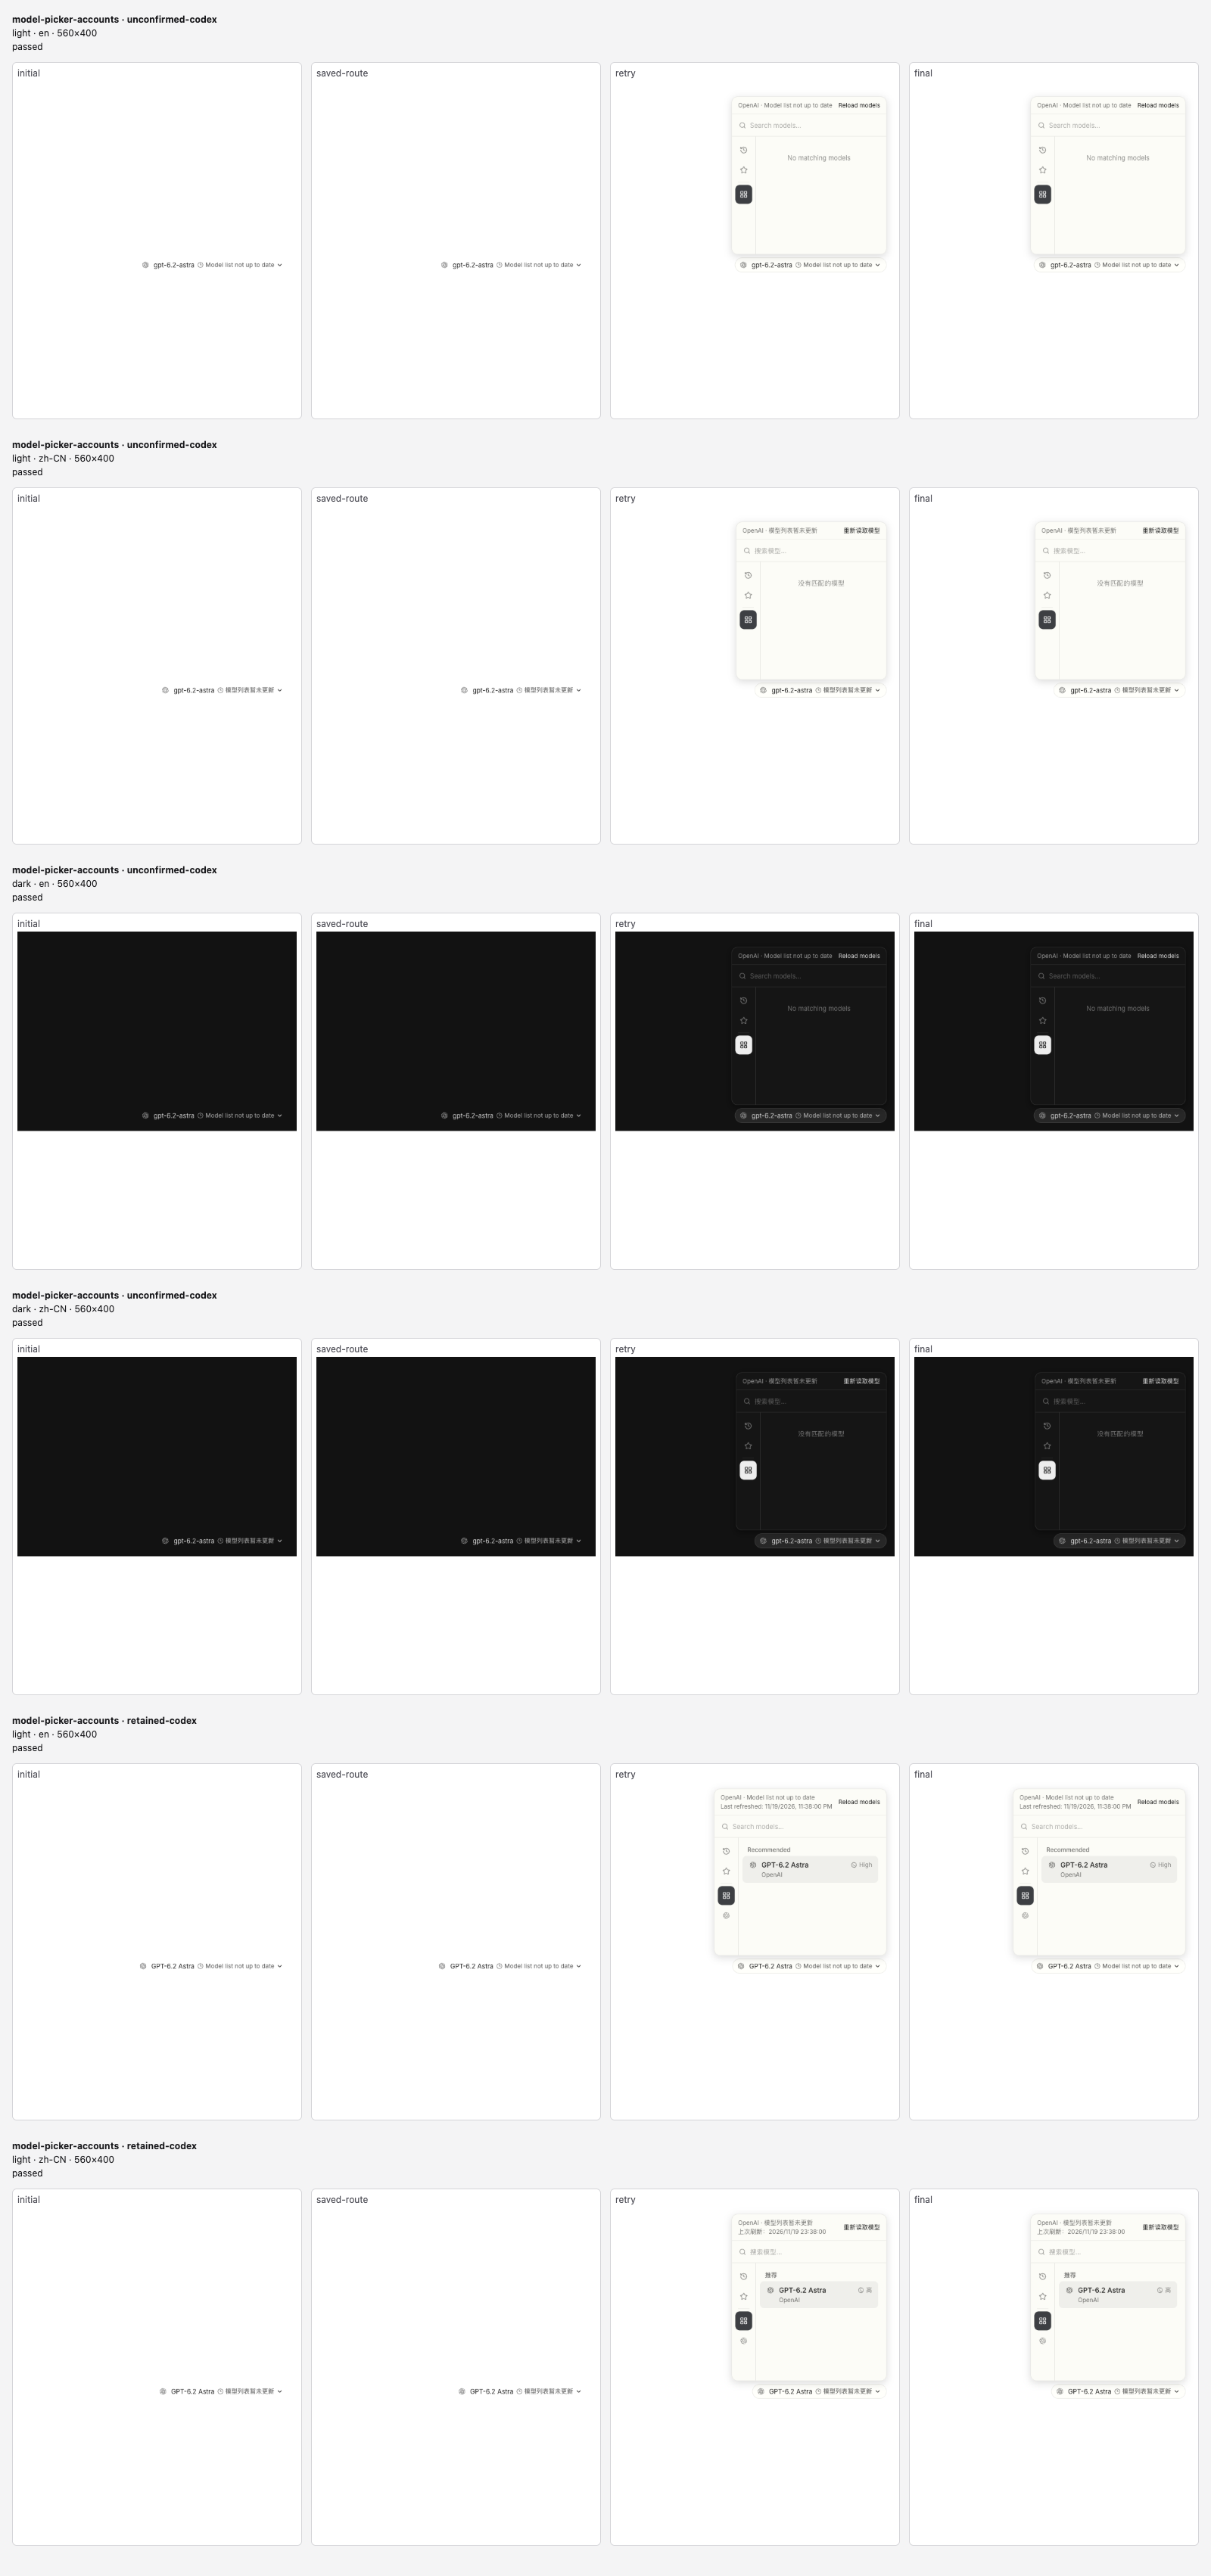 model-picker-accounts · unconfirmed-codex
light · en · 560×400
passed
initial
gpt-6.2-astra Model list not up to date
saved-route
gpt-6.2-astra Model list not up to date
retry
OpenAI · Model list not up to date Reload models
Search models...
No matching models
gpt-6.2-astra Model list not up to date
final
OpenAI · Model list not up to date Reload models
Search models...
No matching models
gpt-6.2-astra Model list not up to date
model-picker-accounts · unconfirmed-codex
light · zh-CN · 560×400
passed
initial
gpt-6.2-astra 模型列表暂未更新
saved-route
gpt-6.2-astra 模型列表暂未更新
retry
OpenAI · 模型列表暂未更新 重新读取模型
搜索模型...
没有匹配的模型
gpt-6.2-astra 模型列表暂未更新
final
OpenAI · 模型列表暂未更新 重新读取模型
搜索模型...
没有匹配的模型
gpt-6.2-astra 模型列表暂未更新
model-picker-accounts · unconfirmed-codex
dark · en · 560×400
passed
initial
gpt-6.2-astra Model list not up to date
saved-route
gpt-6.2-astra Model list not up to date
retry
OpenAI · Model list not up to date Reload models
Search models...
No matching models
gpt-6.2-astra Model list not up to date
final
OpenAI · Model list not up to date Reload models
Search models...
No matching models
gpt-6.2-astra Model list not up to date
model-picker-accounts · unconfirmed-codex
dark · zh-CN · 560×400
passed
initial
gpt-6.2-astra 模型列表暂未更新
saved-route
gpt-6.2-astra 模型列表暂未更新
retry
OpenAI · 模型列表暂未更新 重新读取模型
搜索模型...
没有匹配的模型
gpt-6.2-astra 模型列表暂未更新
final
OpenAI · 模型列表暂未更新 重新读取模型
搜索模型...
没有匹配的模型
gpt-6.2-astra 模型列表暂未更新
model-picker-accounts · retained-codex
light · en · 560×400
passed
initial
GPT-6.2 Astra Model list not up to date
saved-route
GPT-6.2 Astra Model list not up to date
retry
OpenAI · Model list not up to date
Last refreshed: 11/19/2026, 11:38:00 PM Reload models
Search models...
Recommended
GPT-6.2 Astra High
OpenAI
GPT-6.2 Astra Model list not up to date
final
OpenAI · Model list not up to date
Last refreshed: 11/19/2026, 11:38:00 PM Reload models
Search models...
Recommended
GPT-6.2 Astra High
OpenAI
GPT-6.2 Astra Model list not up to date
model-picker-accounts · retained-codex
light · zh-CN · 560×400
passed
initial
GPT-6.2 Astra 模型列表暂未更新
saved-route
GPT-6.2 Astra 模型列表暂未更新
retry
OpenAI · 模型列表暂未更新
上次刷新：2026/11/19 23:38:00 重新读取模型
搜索模型...
推荐
GPT-6.2 Astra 高
OpenAI
GPT-6.2 Astra 模型列表暂未更新
final
OpenAI · 模型列表暂未更新
上次刷新：2026/11/19 23:38:00 重新读取模型
搜索模型...
推荐
GPT-6.2 Astra 高
OpenAI
GPT-6.2 Astra 模型列表暂未更新